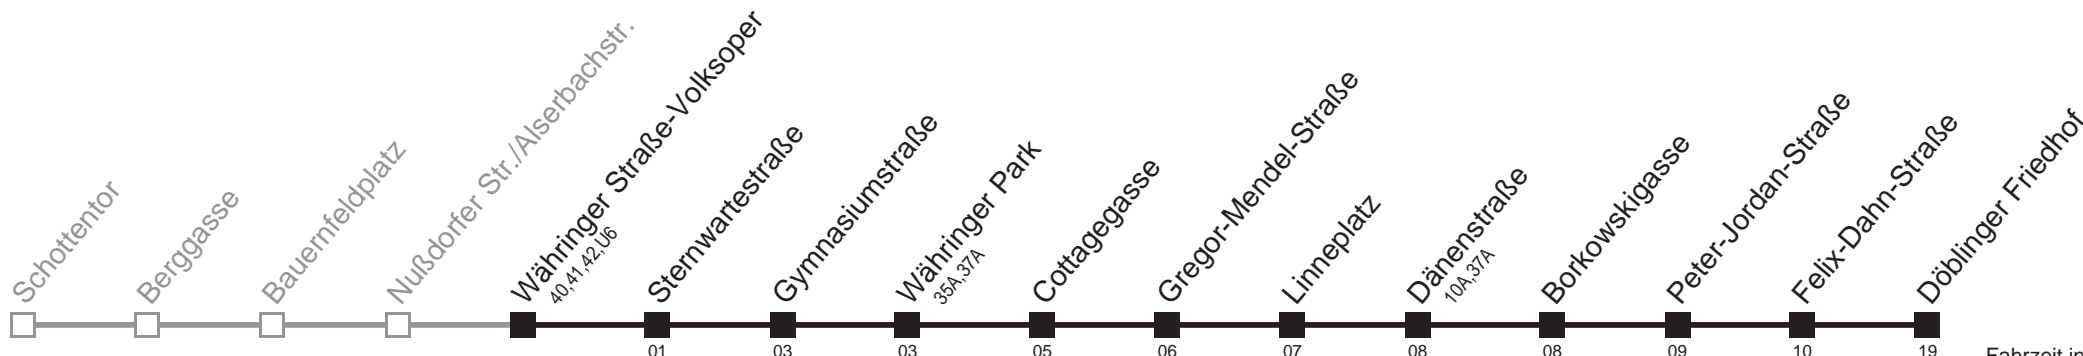 Schottentor
Berggasse
Bauernfeldplatz
Nußdorfer Str./Alserbachstr.
Währinger Straße-Volksoper
40,41,42,U6
Sternwartestraße
Gymnasiumstraße
Währinger Park
35A,37A
Cottagegasse
Gregor-Mendel-Straße
Linneplatz
Dänenstraße
10A,37A
Borkowskigasse
Peter-Jordan-Straße
Felix-Dahn-Straße
Döblinger Friedhof
01 03 03 05 06 07 08 08 09 10 19
Fahrzeit in